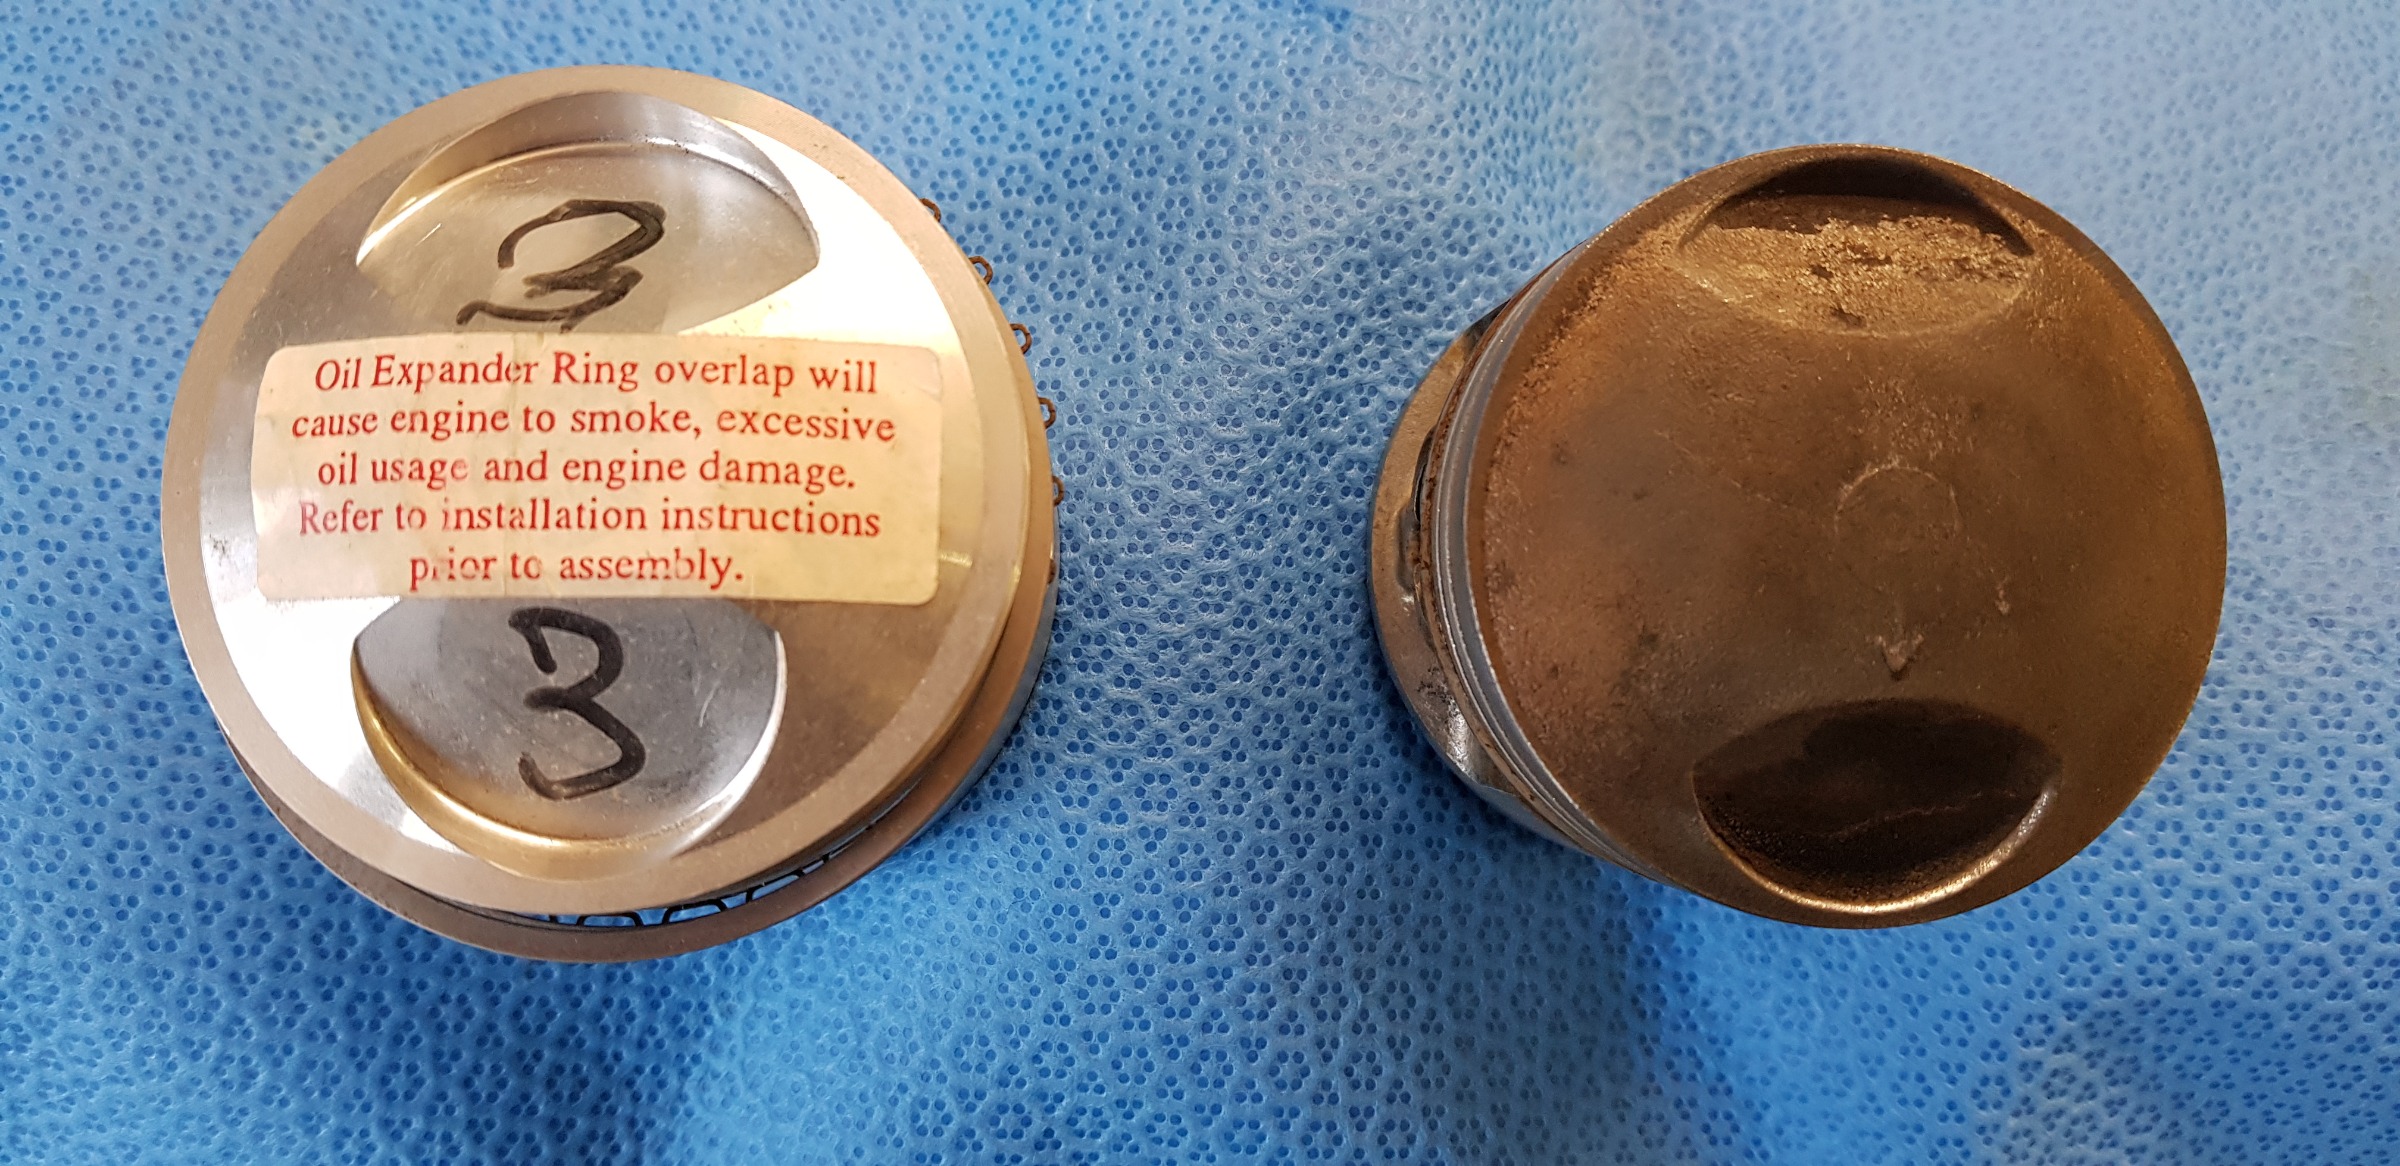 3
Oil Expander Ring overlap will
cause engine to smoke, excessive
oil usage and engine damage.
Refer to installation instructions
prior to assembly.
3